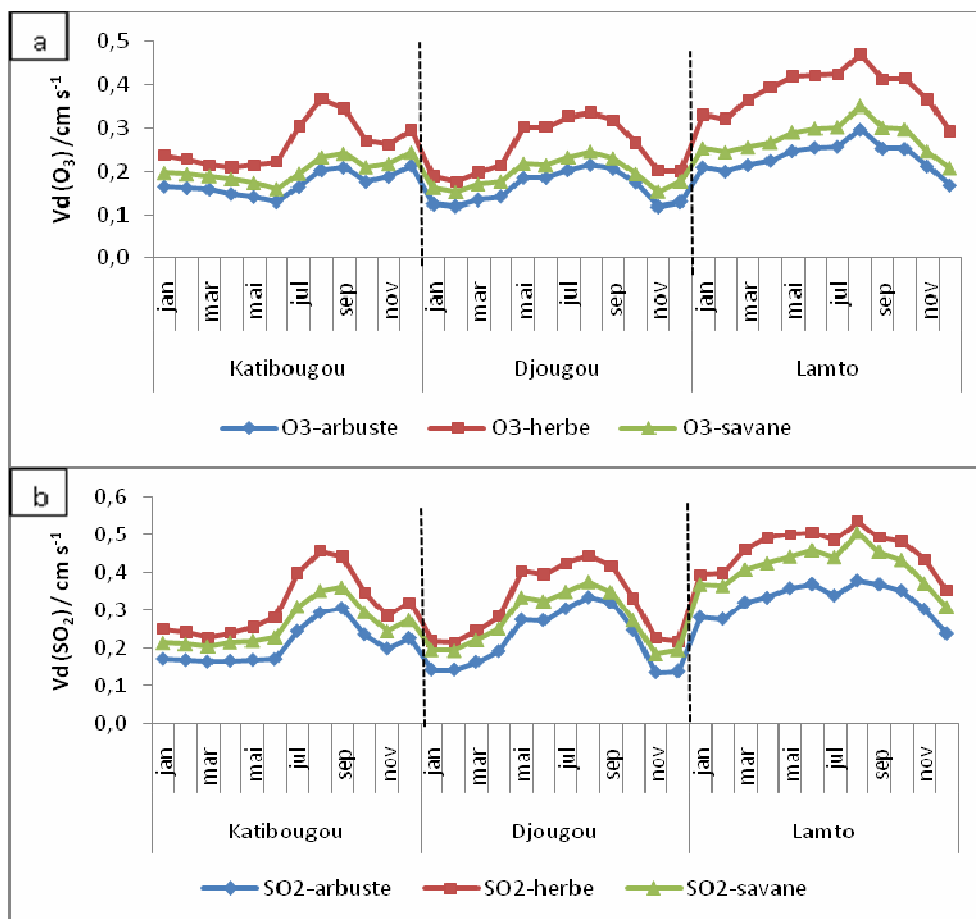 a
Vd (O₃) /cm s⁻¹
0,5
0,4
0,3
0,2
0,1
0,0
jan mar mai jul sep nov jan mar mai jul sep nov jan mar mai jul sep nov
Katibougou Djougou Lamto
O3-arbuste O3-herbe O3-savane
b
Vd (SO₂) / cm s⁻¹
0,6
0,5
0,4
0,3
0,2
0,1
0,0
jan mar mai jul sep nov jan mar mai jul sep nov jan mar mai jul sep nov
Katibougou Djougou Lamto
SO2-arbuste SO2-herbe SO2-savane